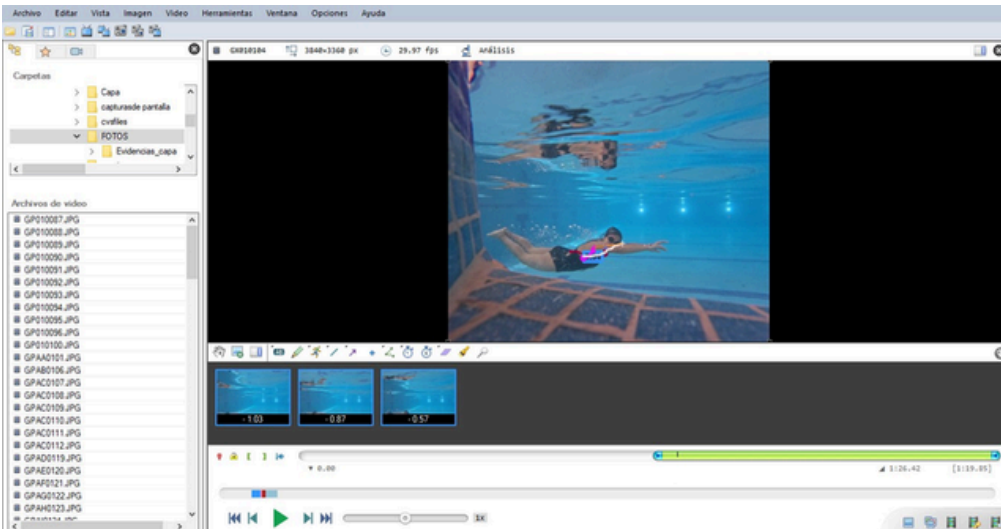 Archivo Editar Vista Imagen Video Herramientas Ventana Opciones Ayuda
GX010104 3840×3360 px 29.97 fps Análisis
Carpetas
Capa
capturasde pantalla
cvsfiles
FOTOS
Evidencias_capa
Archivos de video
GP010087.JPG
GP010088.JPG
GP010089.JPG
GP010090.JPG
GP010091.JPG
GP010092.JPG
GP010093.JPG
GP010094.JPG
GP010095.JPG
GP010096.JPG
GP010100.JPG
GPAA0101.JPG
GPAB0106.JPG
GPAC0107.JPG
GPAC0108.JPG
GPAC0109.JPG
GPAC0110.JPG
GPAC0111.JPG
GPAC0112.JPG
GPAD0119.JPG
GPAE0120.JPG
GPAF0121.JPG
GPAG0122.JPG
GPAH0123.JPG
- 1:03
- 0:87
- 0:57
0.00
1:26.42 [1:19.85]
1x